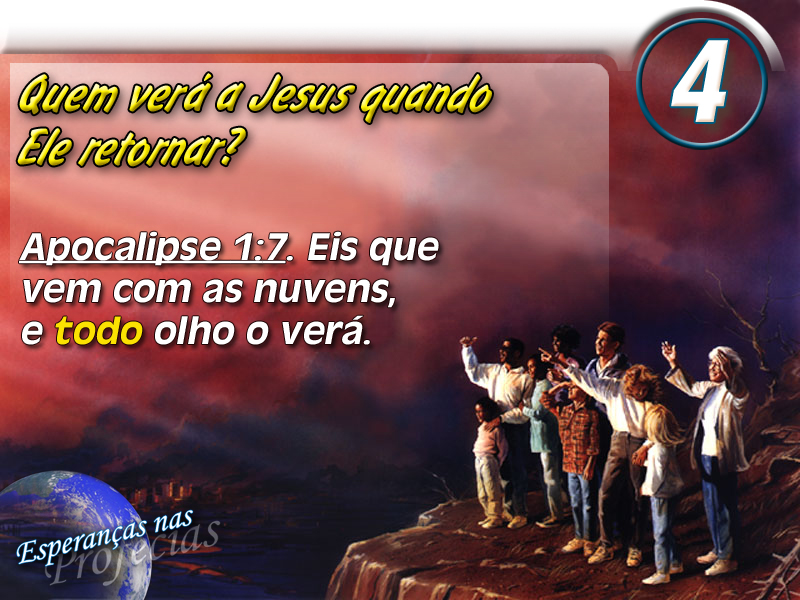 4
Quem verá a Jesus quando
Ele retornar?
Apocalipse 1:7. Eis que
vem com as nuvens,
e todo olho o verá.
Esperanças nas
Profecias